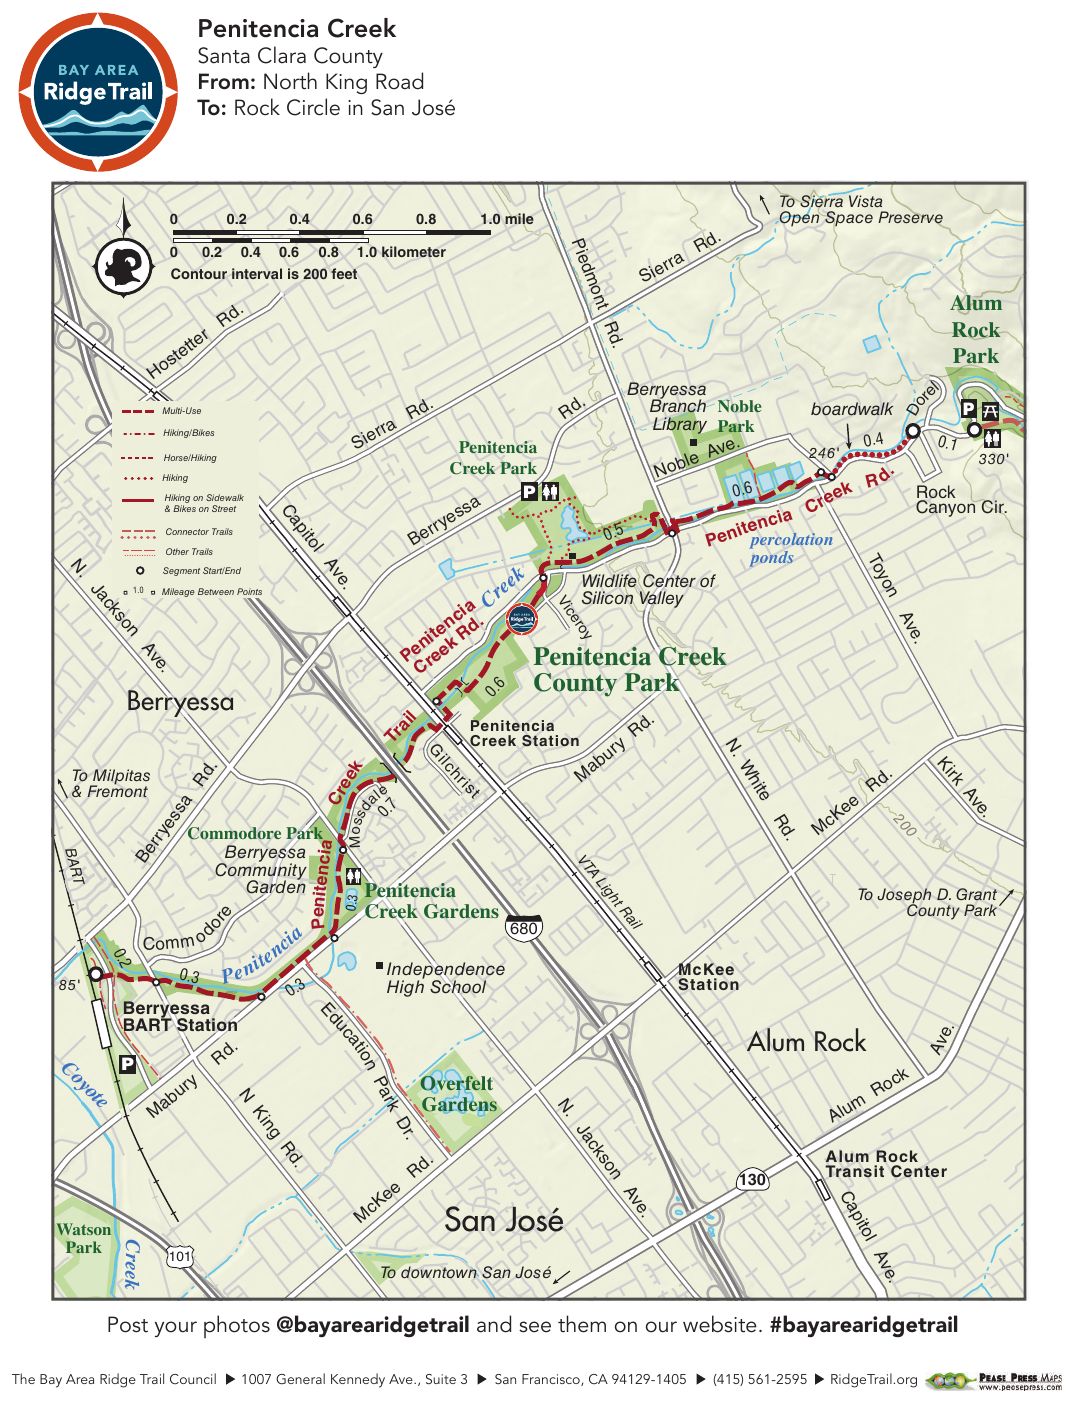 BAY AREA
RidgeTrail
Penitencia Creek
Santa Clara County
From: North King Road
To: Rock Circle in San José
0 0.2 0.4 0.6 0.8 1.0 mile
0 0.2 0.4 0.6 0.8 1.0 kilometer
Contour interval is 200 feet
To Sierra Vista
Open Space Preserve
Piedmont Rd.
Sierra Rd.
Hostetter Rd.
Alum
Rock
Park
Multi-Use
Hiking/Bikes
Horse/Hiking
Hiking
Hiking on Sidewalk
& Bikes on Street
Connector Trails
Other Trails
Segment Start/End
1.0 Mileage Between Points
Sierra Rd.
Berryessa Rd.
Berryessa
Branch
Library
Noble
Park
Noble Ave.
boardwalk
Dorel
P
0.4
0.1
246'
330'
Penitencia
Creek Park
P
0.6
0.5
Rock
Canyon Cir.
Penitencia Creek Rd.
percolation
ponds
Capitol Ave.
N. Jackson Ave.
Creek
Penitencia
Creek Rd.
Wildlife Center of
Silicon Valley
Viceroy
BAY AREA
RidgeTrail
Toyon Ave.
Penitencia Creek
County Park
0.6
Berryessa
Penitencia
Creek Station
Gilchrist
Mabury Rd.
N. White Rd.
McKee Rd.
Kirk Ave.
200
To Milpitas
& Fremont
BART
Berryessa Rd.
Penitencia Creek Trail
Mossdale
0.7
Commodore Park
Berryessa
Community
Garden
Penitencia
Creek Gardens
0.3
VTA Light Rail
680
To Joseph D. Grant
County Park
Commodore
Penitencia
0.2
0.3
0.3
85'
Berryessa
BART Station
P
Independence
High School
McKee
Station
Education Park Dr.
Alum Rock
Coyote
Creek
Mabury Rd.
N King Rd.
Overfelt
Gardens
N. Jackson Ave.
McKee Rd.
Alum Rock Ave.
Alum Rock
Transit Center
130
Capitol Ave.
San José
Watson
Park
101
To downtown San José
Post your photos @bayarearidgetrail and see them on our website. #bayarearidgetrail
The Bay Area Ridge Trail Council ▶ 1007 General Kennedy Ave., Suite 3 ▶ San Francisco, CA 94129-1405 ▶ (415) 561-2595 ▶ RidgeTrail.org
Pease Press Maps
www.peasepress.com